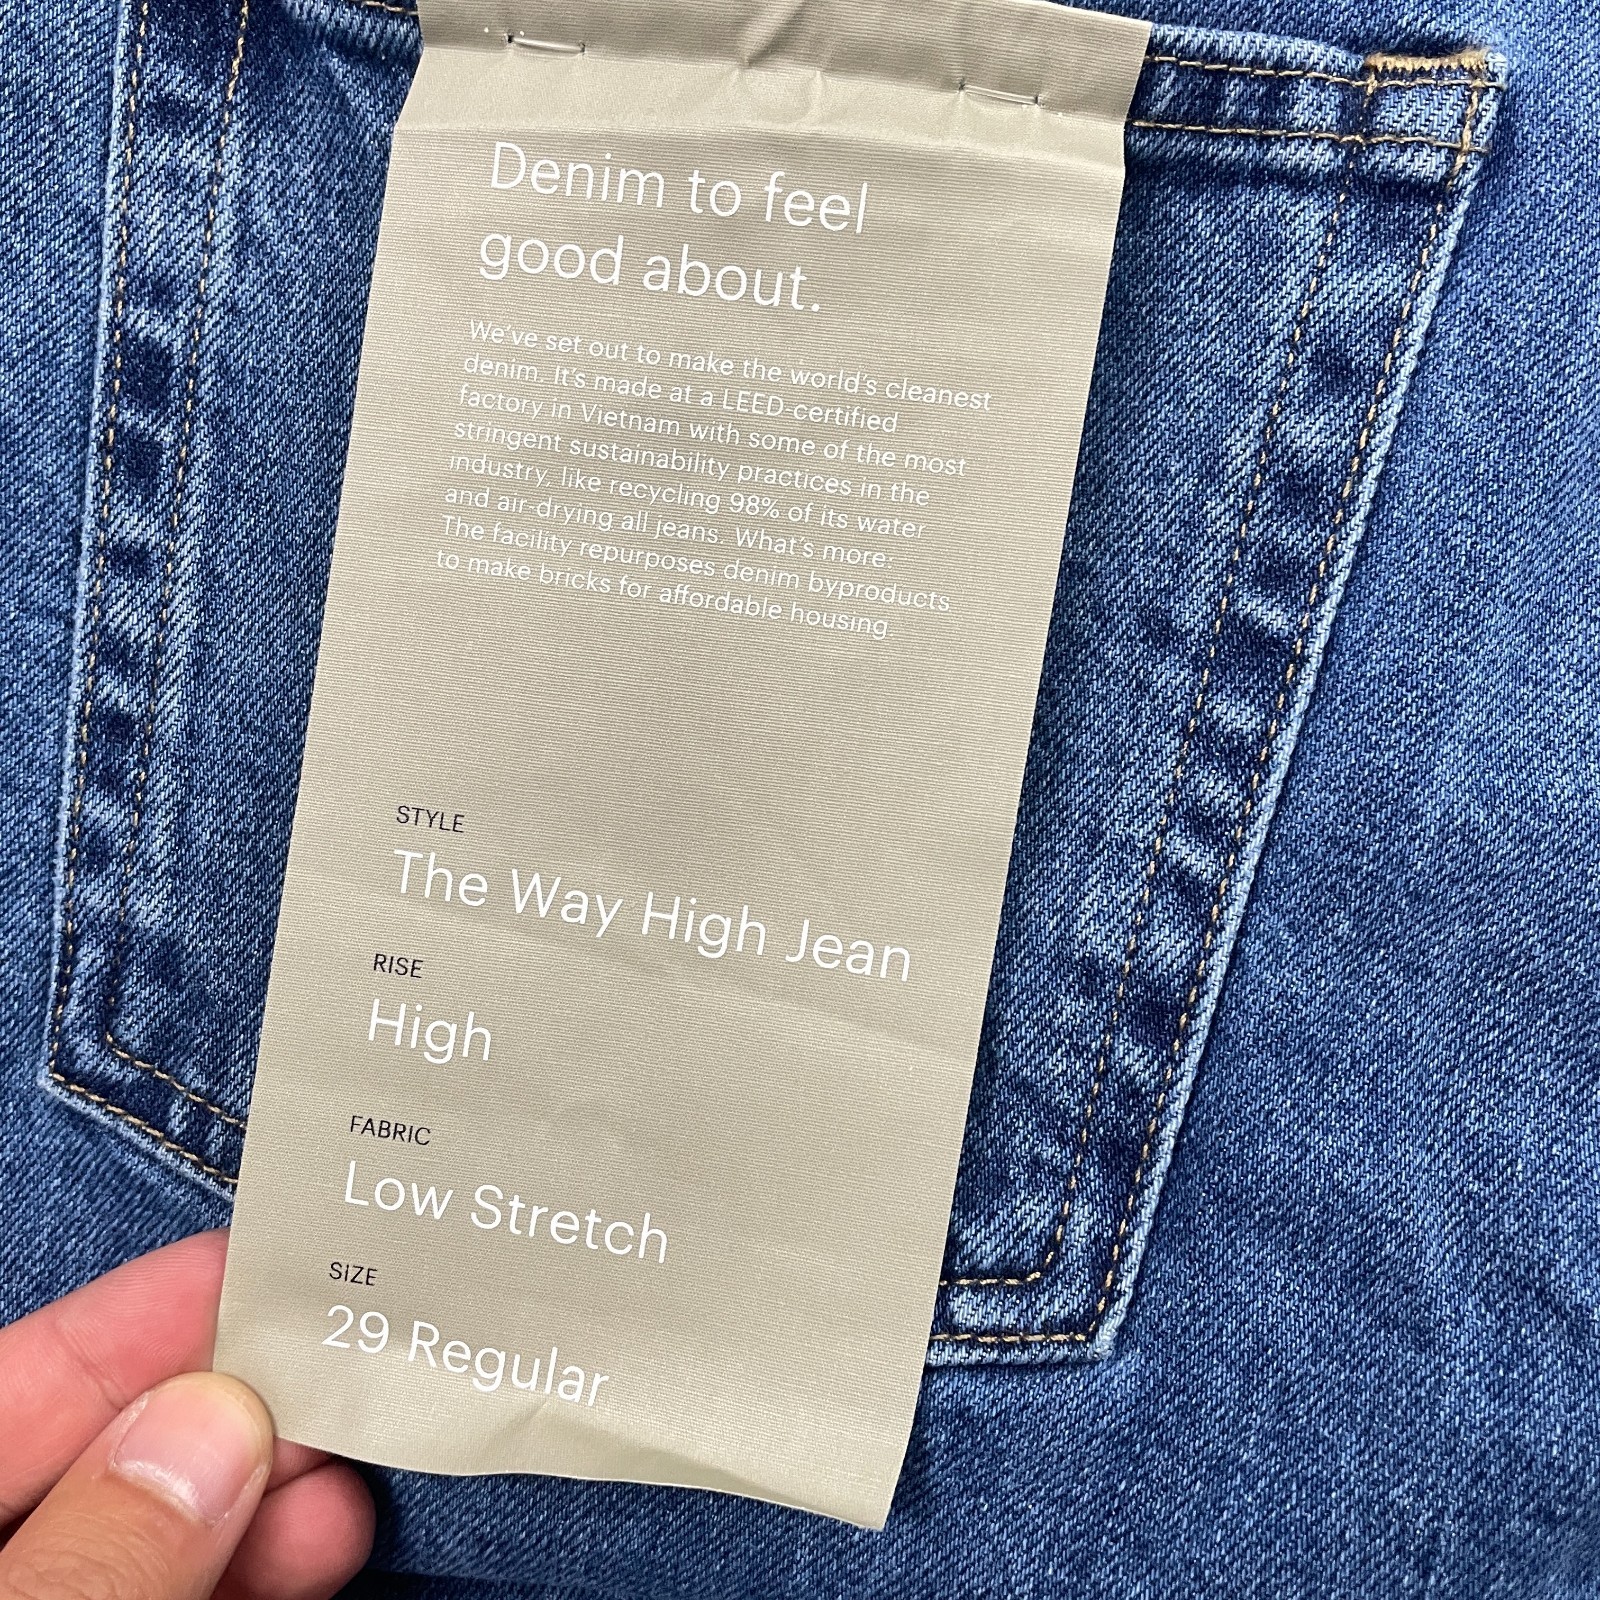 Denim to feel
good about.
We've set out to make the world's cleanest
denim. It's made at a LEED-certified
factory in Vietnam with some of the most
stringent sustainability practices in the
industry, like recycling 98% of its water
and air-drying all jeans. What's more:
The facility repurposes denim byproducts
to make bricks for affordable housing
STYLE
The Way High Jean
RISE
High
FABRIC
Low Stretch
SIZE
29 Regular